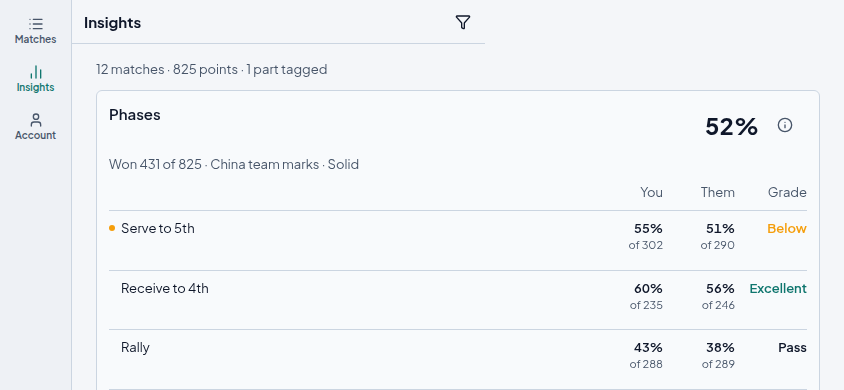 Matches
Insights
Account
Insights
12 matches · 825 points · 1 part tagged
Phases
52%
Won 431 of 825 · China team marks · Solid
You Them Grade
Serve to 5th 55% 51% Below
of 302 of 290
Receive to 4th 60% 56% Excellent
of 235 of 246
Rally 43% 38% Pass
of 288 of 289